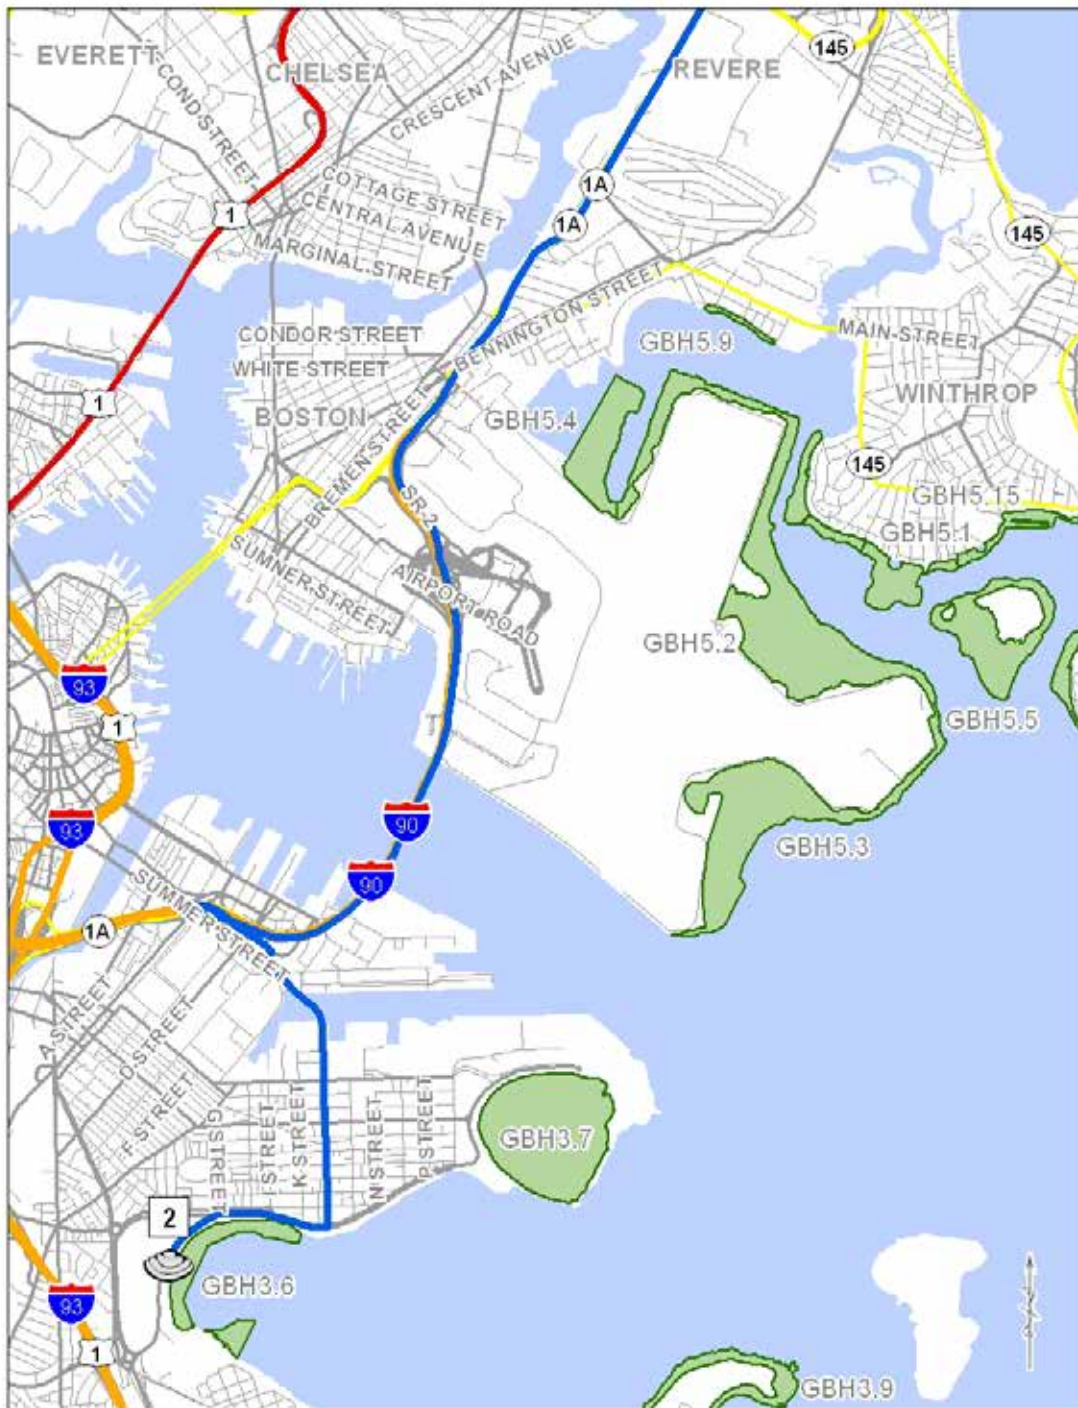 EVERETT
CHELSEA
REVERE
145
SECOND STREET
CRESCENT AVENUE
COTTAGE STREET
CENTRAL AVENUE
MARGINAL STREET
1
1A
1A
145
CONDOR STREET
WHITE STREET
BENNINGTON STREET
GBH5.9
MAIN STREET
WINTHROP
1
BOSTON
BREMEN STREET
GBH5.4
145
GBH5.15
GBH5.1
SR 2
SUMNER STREET
AIRPORT ROAD
GBH5.2
93
1
GBH5.5
93
90
90
GBH5.3
SUMMER STREET
1A
A STREET
D STREET
F STREET
G STREET
I STREET
K STREET
N STREET
P STREET
GBH3.7
2
GBH3.6
93
1
GBH3.9